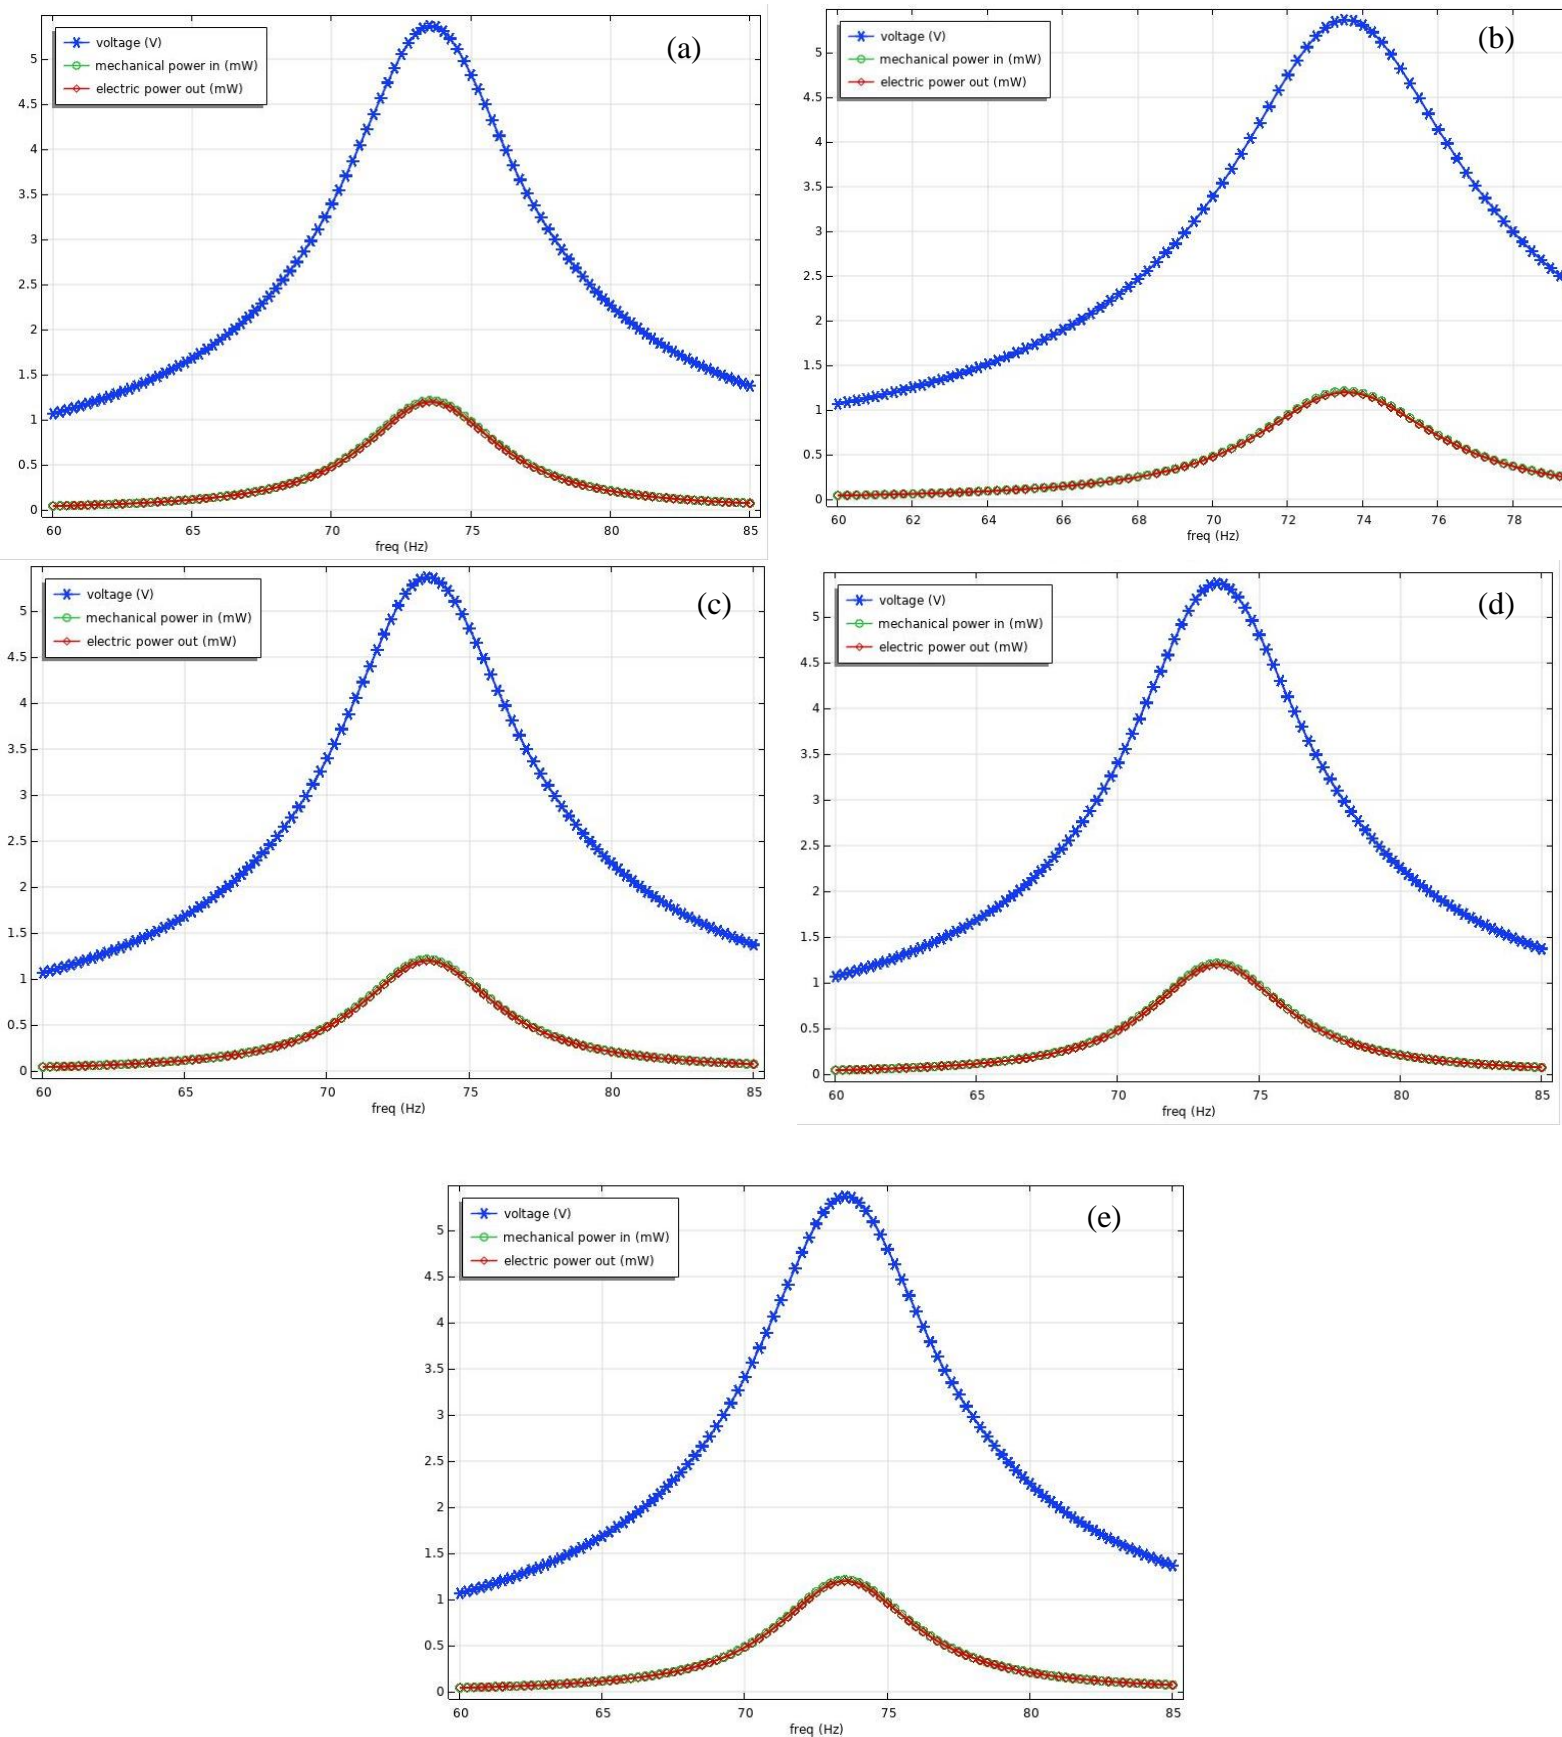 voltage (V)
mechanical power in (mW)
electric power out (mW)
(a)
5
4.5
4
3.5
3
2.5
2
1.5
1
0.5
0
60 65 70 75 80 85
freq (Hz)
voltage (V)
mechanical power in (mW)
electric power out (mW)
(b)
5
4.5
4
3.5
3
2.5
2
1.5
1
0.5
0
60 62 64 66 68 70 72 74 76 78
freq (Hz)
voltage (V)
mechanical power in (mW)
electric power out (mW)
(c)
5
4.5
4
3.5
3
2.5
2
1.5
1
0.5
0
60 65 70 75 80 85
freq (Hz)
voltage (V)
mechanical power in (mW)
electric power out (mW)
(d)
5
4.5
4
3.5
3
2.5
2
1.5
1
0.5
0
60 65 70 75 80 85
freq (Hz)
voltage (V)
mechanical power in (mW)
electric power out (mW)
(e)
5
4.5
4
3.5
3
2.5
2
1.5
1
0.5
0
60 65 70 75 80 85
freq (Hz)